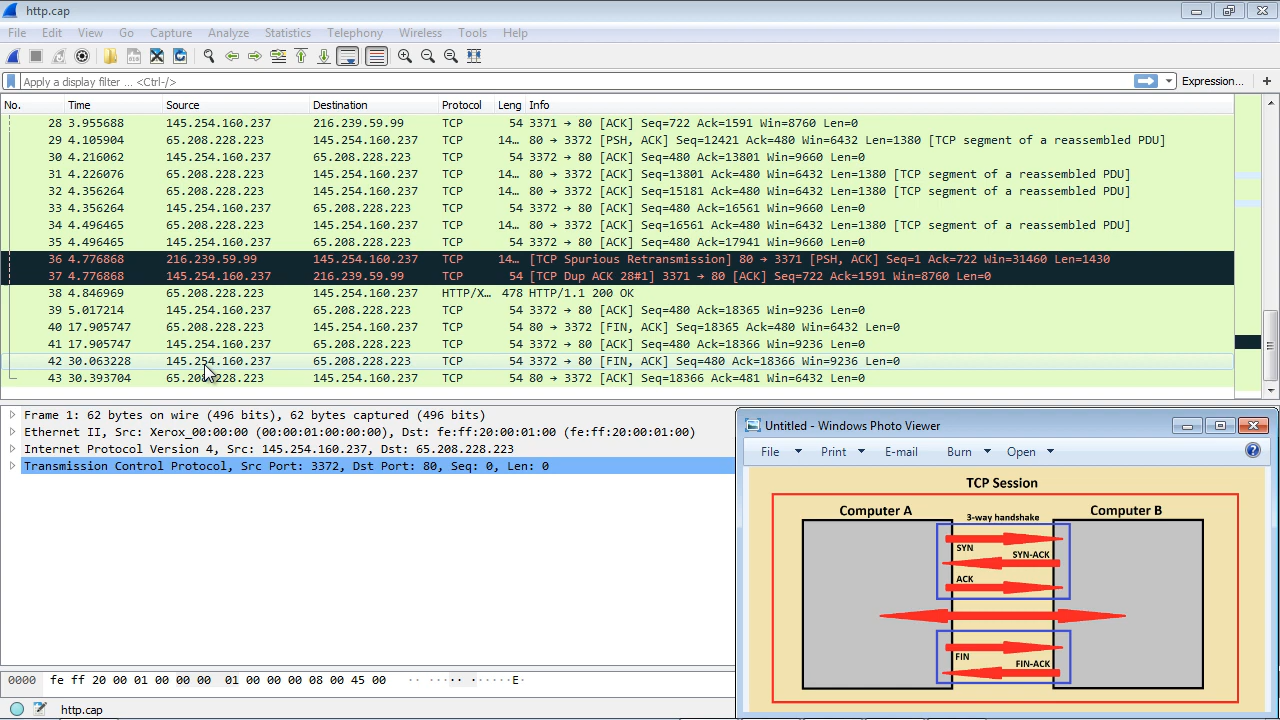 http.cap
File Edit View Go Capture Analyze Statistics Telephony Wireless Tools Help
Apply a display filter ... <Ctrl-/> Expression... +
No. Time Source Destination Protocol Leng Info
28 3.955688 145.254.160.237 216.239.59.99 TCP 54 3371 → 80 [ACK] Seq=722 Ack=1591 Win=8760 Len=0
29 4.105904 65.208.228.223 145.254.160.237 TCP 14… 80 → 3372 [PSH, ACK] Seq=12421 Ack=480 Win=6432 Len=1380 [TCP segment of a reassembled PDU]
30 4.216062 145.254.160.237 65.208.228.223 TCP 54 3372 → 80 [ACK] Seq=480 Ack=13801 Win=9660 Len=0
31 4.226076 65.208.228.223 145.254.160.237 TCP 14… 80 → 3372 [ACK] Seq=13801 Ack=480 Win=6432 Len=1380 [TCP segment of a reassembled PDU]
32 4.356264 65.208.228.223 145.254.160.237 TCP 14… 80 → 3372 [ACK] Seq=15181 Ack=480 Win=6432 Len=1380 [TCP segment of a reassembled PDU]
33 4.356264 145.254.160.237 65.208.228.223 TCP 54 3372 → 80 [ACK] Seq=480 Ack=16561 Win=9660 Len=0
34 4.496465 65.208.228.223 145.254.160.237 TCP 14… 80 → 3372 [ACK] Seq=16561 Ack=480 Win=6432 Len=1380 [TCP segment of a reassembled PDU]
35 4.496465 145.254.160.237 65.208.228.223 TCP 54 3372 → 80 [ACK] Seq=480 Ack=17941 Win=9660 Len=0
36 4.776868 216.239.59.99 145.254.160.237 TCP 14… [TCP Spurious Retransmission] 80 → 3371 [PSH, ACK] Seq=1 Ack=722 Win=31460 Len=1430
37 4.776868 145.254.160.237 216.239.59.99 TCP 54 [TCP Dup ACK 28#1] 3371 → 80 [ACK] Seq=722 Ack=1591 Win=8760 Len=0
38 4.846969 65.208.228.223 145.254.160.237 HTTP/X… 478 HTTP/1.1 200 OK
39 5.017214 145.254.160.237 65.208.228.223 TCP 54 3372 → 80 [ACK] Seq=480 Ack=18365 Win=9236 Len=0
40 17.905747 65.208.228.223 145.254.160.237 TCP 54 80 → 3372 [FIN, ACK] Seq=18365 Ack=480 Win=6432 Len=0
41 17.905747 145.254.160.237 65.208.228.223 TCP 54 3372 → 80 [ACK] Seq=480 Ack=18366 Win=9236 Len=0
42 30.063228 145.254.160.237 65.208.228.223 TCP 54 3372 → 80 [FIN, ACK] Seq=480 Ack=18366 Win=9236 Len=0
43 30.393704 65.208.228.223 145.254.160.237 TCP 54 80 → 3372 [ACK] Seq=18366 Ack=481 Win=6432 Len=0
Frame 1: 62 bytes on wire (496 bits), 62 bytes captured (496 bits)
Ethernet II, Src: Xerox_00:00:00 (00:00:01:00:00:00), Dst: fe:ff:20:00:01:00 (fe:ff:20:00:01:00)
Internet Protocol Version 4, Src: 145.254.160.237, Dst: 65.208.228.223
Transmission Control Protocol, Src Port: 3372, Dst Port: 80, Seq: 0, Len: 0
0000 fe ff 20 00 01 00 00 00 01 00 00 00 08 00 45 00 ·· ····· ······E·
http.cap
Untitled - Windows Photo Viewer
File Print E-mail Burn Open
TCP Session
Computer A 3-way handshake Computer B
SYN
SYN-ACK
ACK
FIN
FIN-ACK